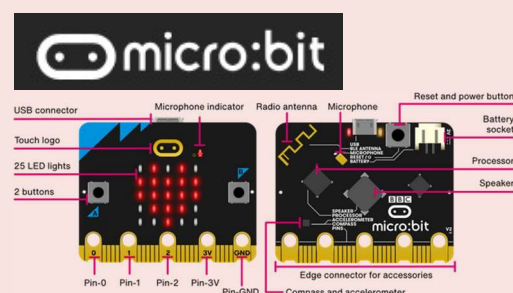 micro:bit
Reset and power button
USB connector
Microphone indicator
Radio antenna
Microphone
Battery
socket
Touch logo
25 LED lights
2 buttons
A
B
USB
BLE ANTENNA
MICROPHONE
RESET / ⏻
BATTERY
Processor
Speaker
SPEAKER
PROCESSOR
ACCELEROMETER
COMPASS
PINS
BBC
micro:bit
V2
0 1 2 3V GND
Edge connector for accessories
Pin-0 Pin-1 Pin-2 Pin-3V
Pin-GND
Compass and accelerometer